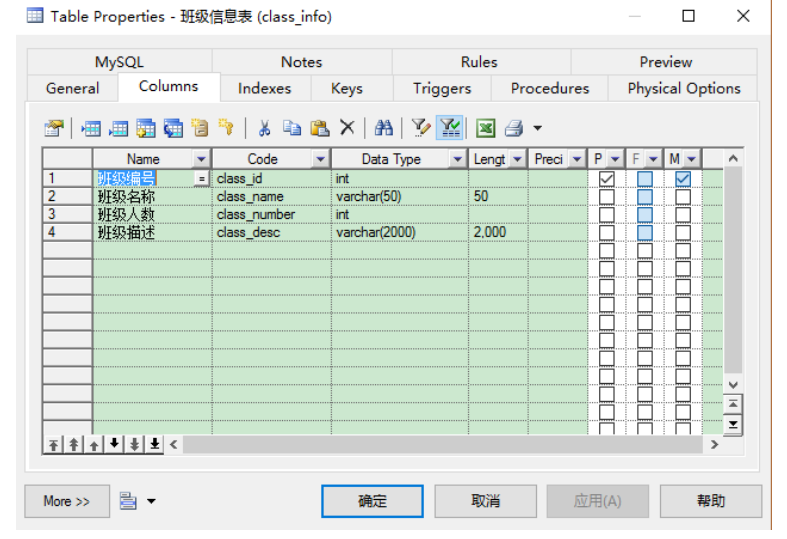 Table Properties - 班级信息表 (class_info)
MySQL Notes Rules Preview
General Columns Indexes Keys Triggers Procedures Physical Options
Name Code Data Type Lengt Preci P F M
1 班级编号 = class_id int
2 班级名称 class_name varchar(50) 50
3 班级人数 class_number int
4 班级描述 class_desc varchar(2000) 2,000
More >> 确定 取消 应用(A) 帮助